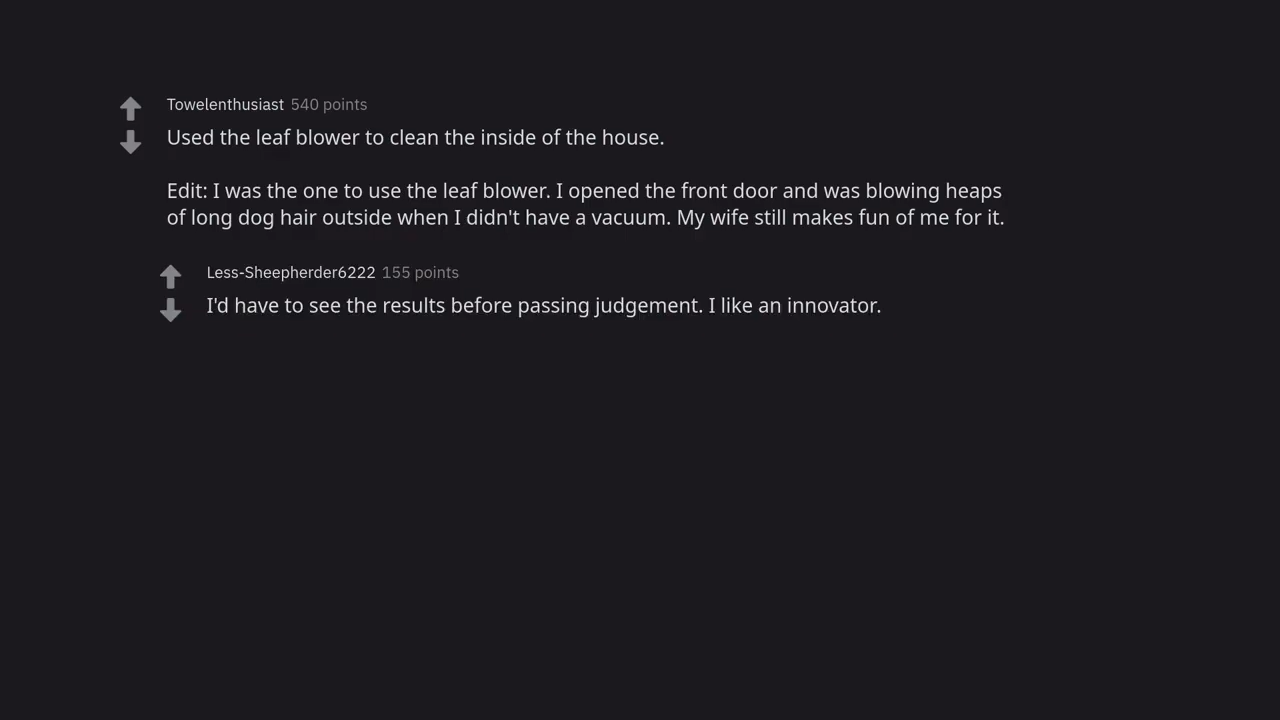 Towelenthusiast 540 points
Used the leaf blower to clean the inside of the house.
Edit: I was the one to use the leaf blower. I opened the front door and was blowing heaps
of long dog hair outside when I didn't have a vacuum. My wife still makes fun of me for it.
Less-Sheepherder6222 155 points
I'd have to see the results before passing judgement. I like an innovator.